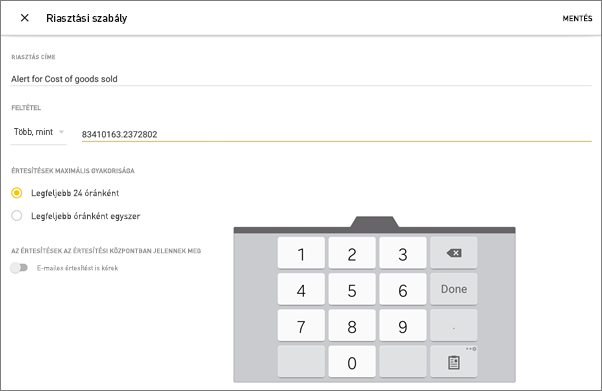 Riasztási szabály
MENTÉS
RIASZTÁS CÍME
Alert for Cost of goods sold
FELTÉTEL
Több, mint
83410163.2372802
ÉRTESÍTÉSEK MAXIMÁLIS GYAKORISÁGA
Legfeljebb 24 óránként
Legfeljebb óránként egyszer
AZ ÉRTESÍTÉSEK AZ ÉRTESÍTÉSI KÖZPONTBAN JELENNEK MEG
E-mailes értesítést is kérek
1 2 3
4 5 6 Done
7 8 9 .
0